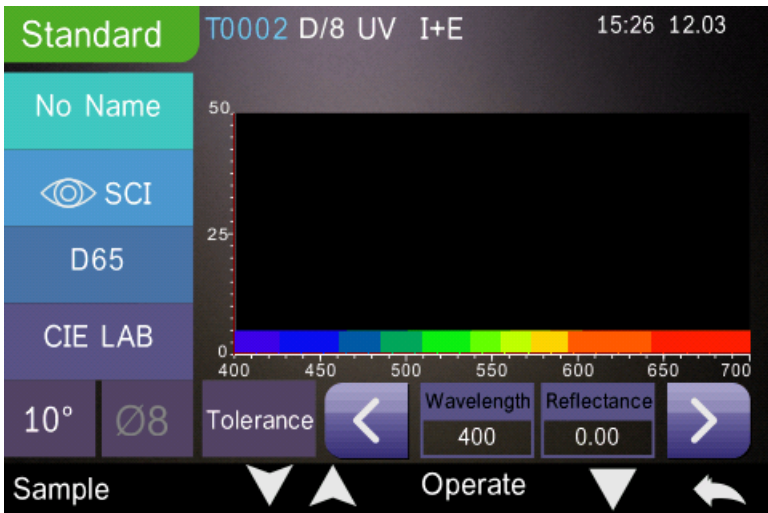 Standard
T0002 D/8 UV I+E
15:26 12.03
No Name
SCI
D65
CIE LAB
10°
Ø8
50
25
0
400 450 500 550 600 650 700
Tolerance
Wavelength
400
Reflectance
0.00
Sample
Operate